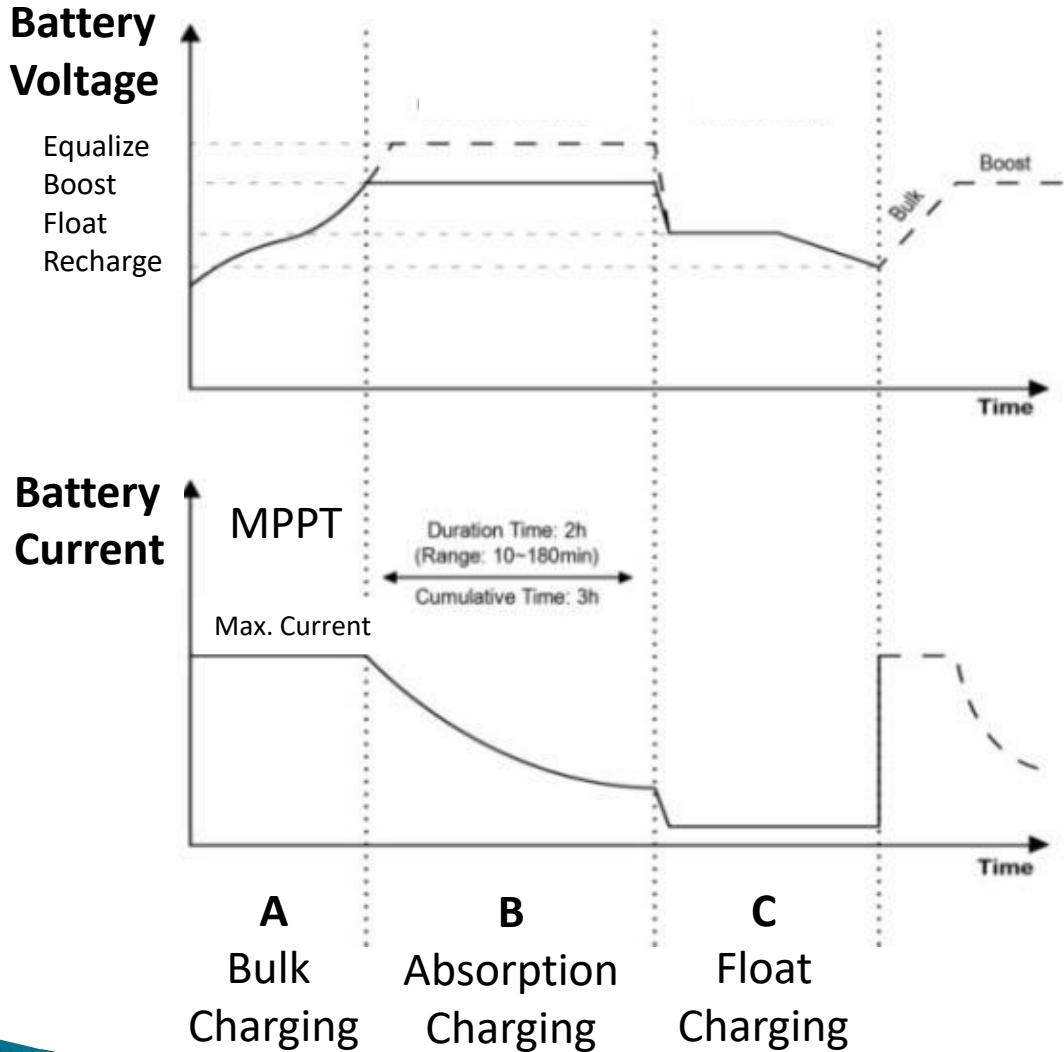 Battery
Voltage
Equalize
Boost
Float
Recharge
Bulk
Boost
Time
Battery
Current
MPPT
Duration Time: 2h
(Range: 10~180min)
Cumulative Time: 3h
Max. Current
Time
A
Bulk
Charging
B
Absorption
Charging
C
Float
Charging